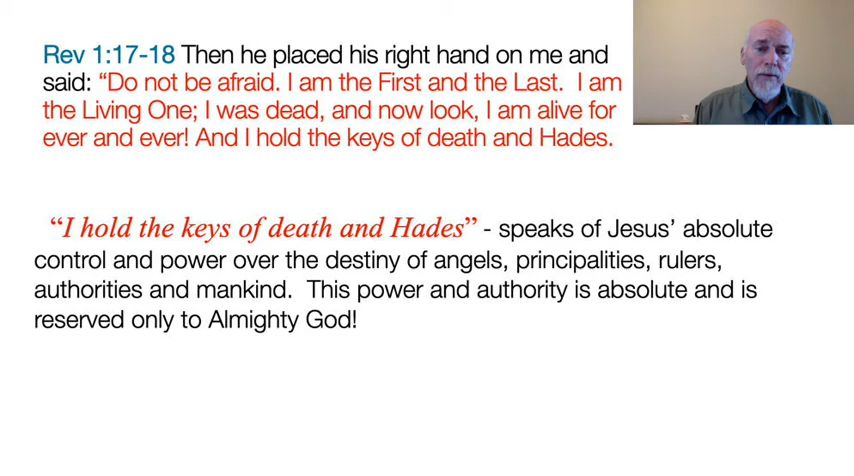 Rev 1:17-18 Then he placed his right hand on me and
said: “Do not be afraid. I am the First and the Last.  I am
the Living One; I was dead, and now look, I am alive for
ever and ever! And I hold the keys of death and Hades.
“I hold the keys of death and Hades” - speaks of Jesus’ absolute
control and power over the destiny of angels, principalities, rulers,
authorities and mankind.  This power and authority is absolute and is
reserved only to Almighty God!